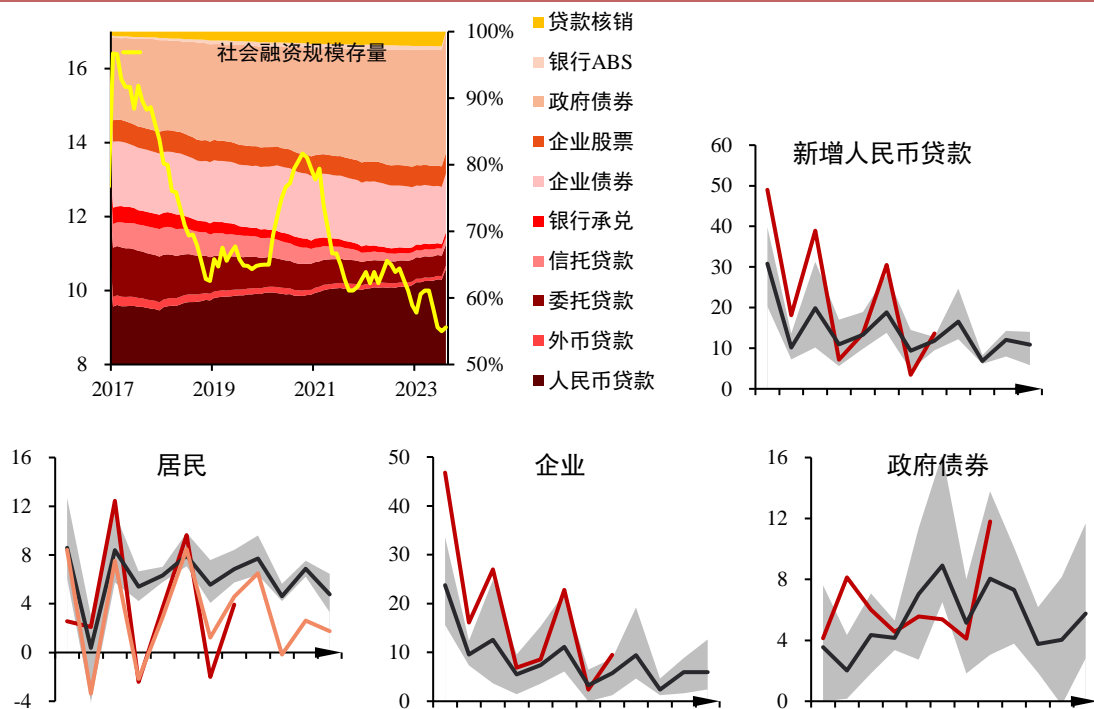 社会融资规模存量
16
14
12
10
8
100%
90%
80%
70%
60%
50%
2017
2019
2021
2023
贷款核销
银行ABS
政府债券
企业股票
企业债券
银行承兑
信托贷款
委托贷款
外币贷款
人民币贷款
新增人民币贷款
60
50
40
30
20
10
0
居民
16
12
8
4
0
-4
企业
50
40
30
20
10
0
政府债券
16
12
8
4
0